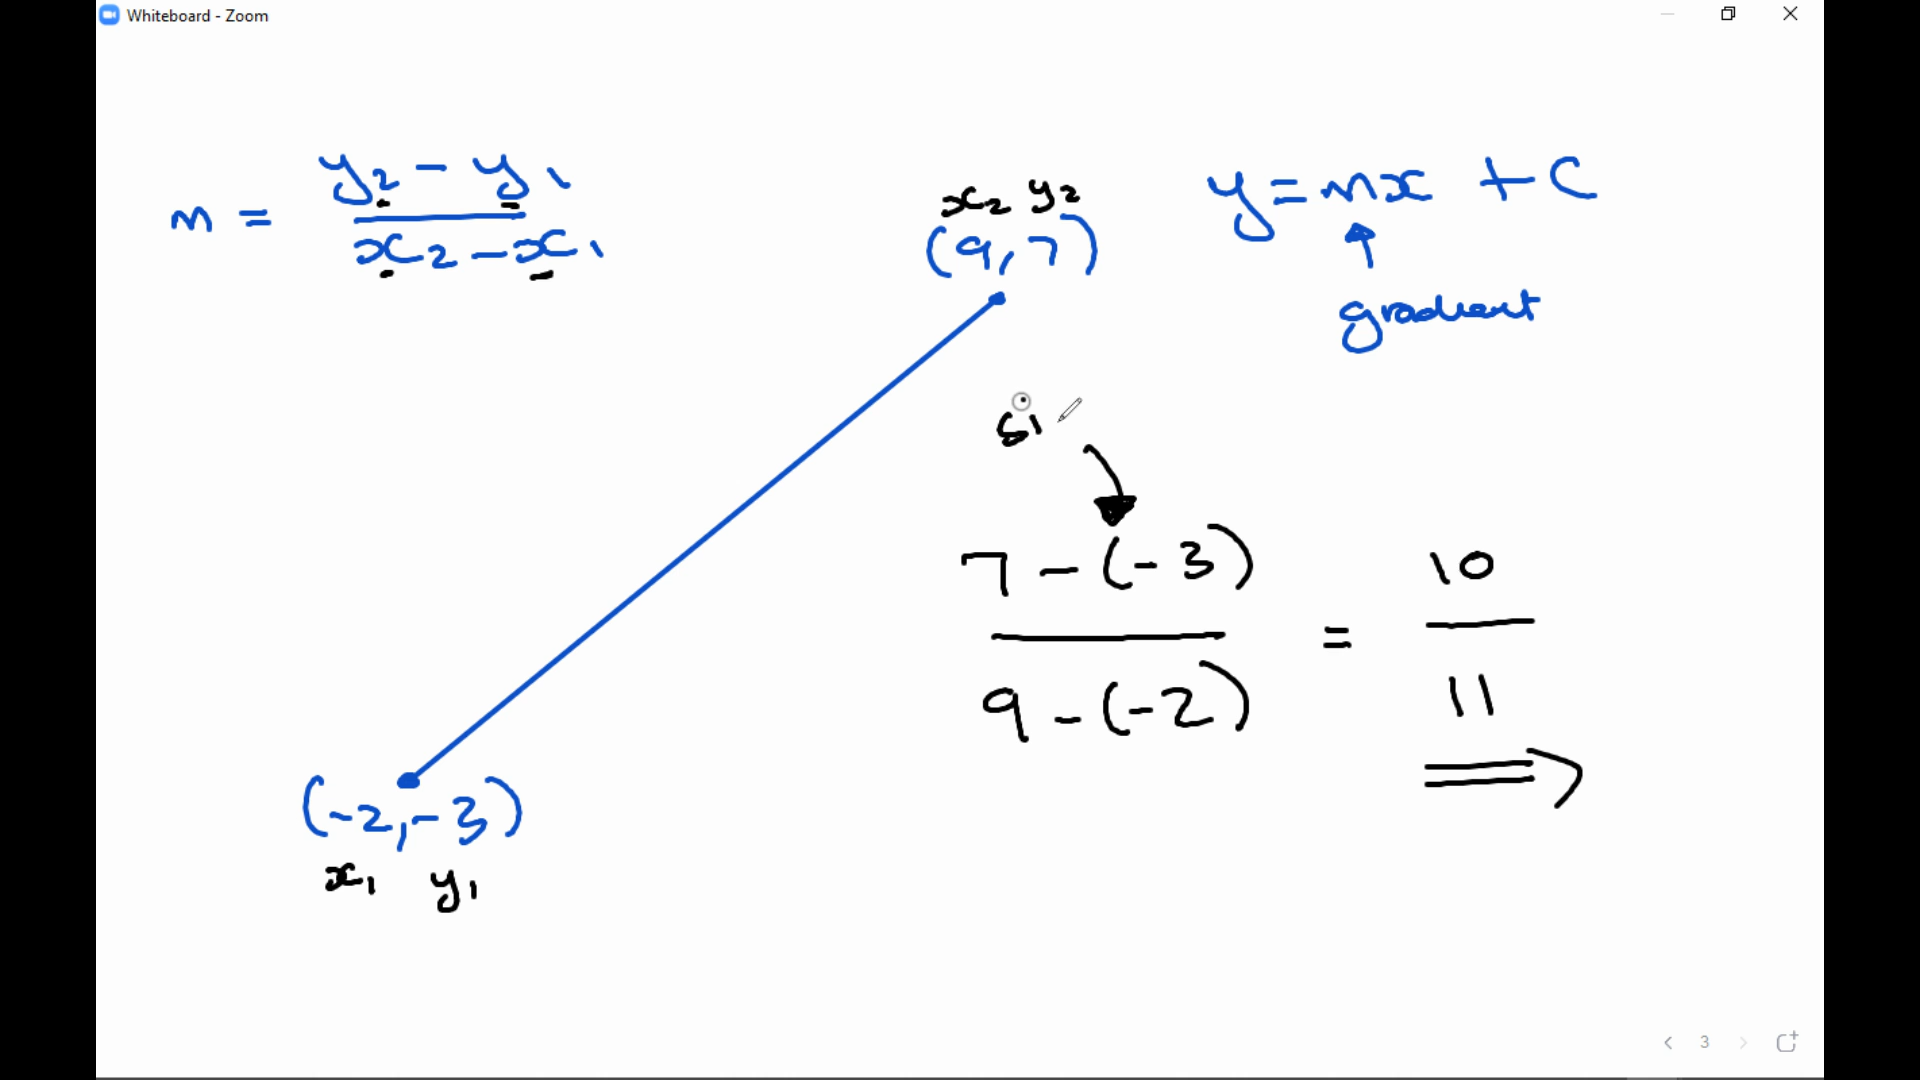 Whiteboard - Zoom
m = y₂ - y₁ / x₂ - x₁
x₂ y₂
(9, 7)
y = mx + c
gradient
si
7 - (-3) / 9 - (-2) = 10 / 11
(-2, -3)
x₁ y₁
3